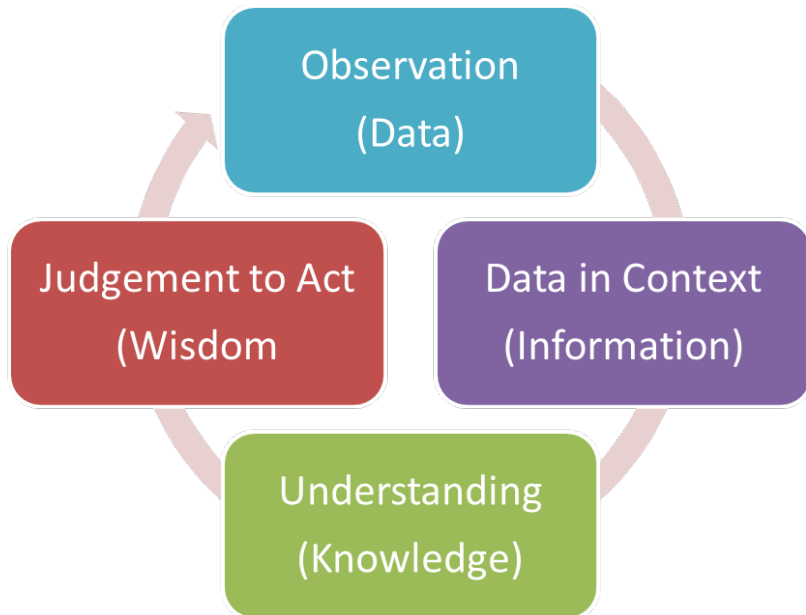 Observation
(Data)
Data in Context
(Information)
Understanding
(Knowledge)
Judgement to Act
(Wisdom